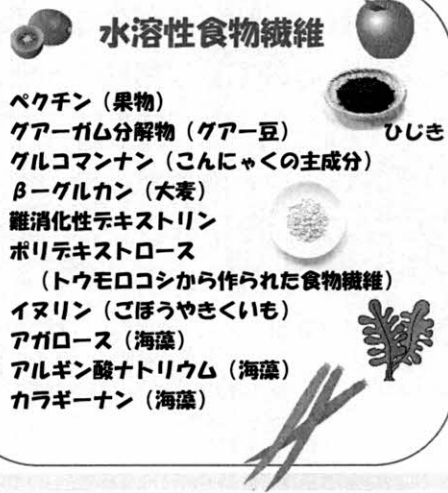 水溶性食物繊維
ペクチン（果物）
グアーガム分解物（グアー豆）
ひじき
グルコマンナン（こんにゃくの主成分）
βーグルカン（大麦）
難消化性デキストリン
ポリデキストロース
（トウモロコシから作られた食物繊維）
イヌリン（ごぼうやきくいも）
アガロース（海藻）
アルギン酸ナトリウム（海藻）
カラギーナン（海藻）